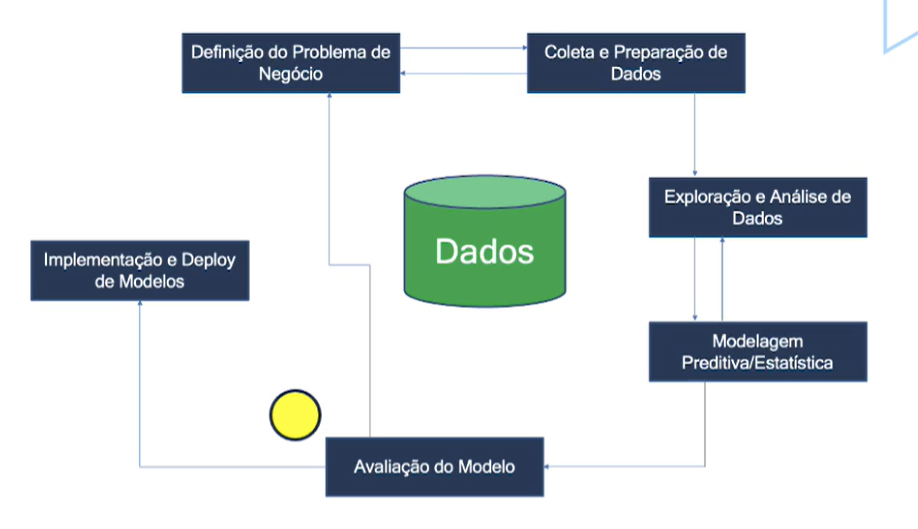 Definição do Problema de
Negócio
Coleta e Preparação de
Dados
Exploração e Análise de
Dados
Dados
Implementação e Deploy
de Modelos
Modelagem
Preditiva/Estatística
Avaliação do Modelo